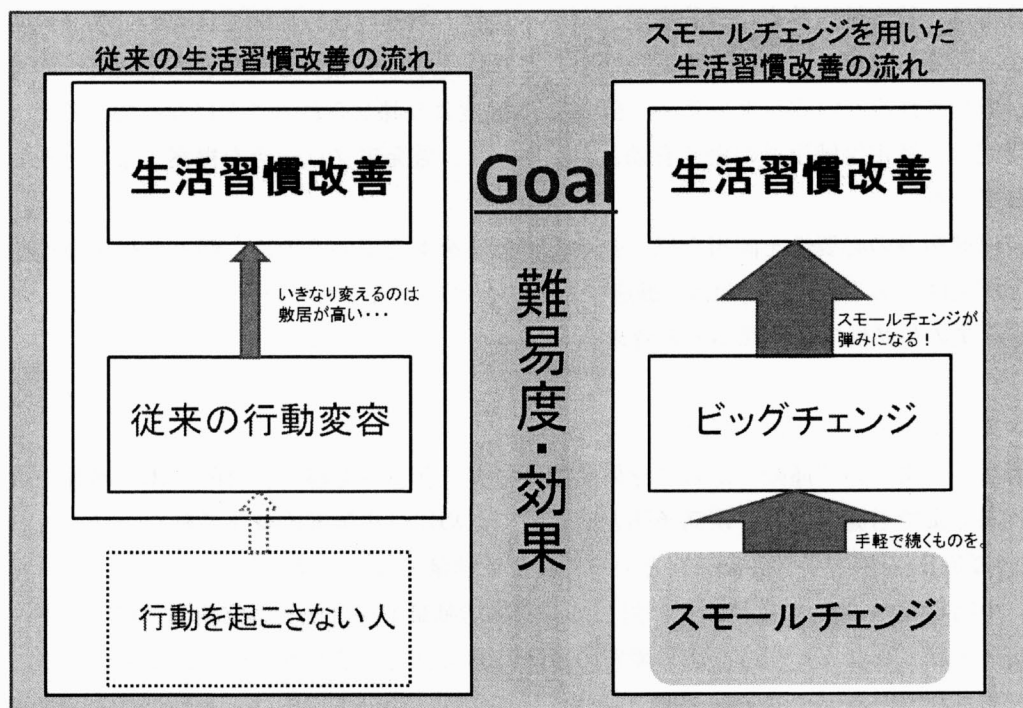 従来の生活習慣改善の流れ
生活習慣改善
いきなり変えるのは
敷居が高い・・・
従来の行動変容
行動を起こさない人
Goal
難易度・効果
スモールチェンジを用いた
生活習慣改善の流れ
生活習慣改善
スモールチェンジが
弾みになる！
ビッグチェンジ
手軽で続くものを。
スモールチェンジ